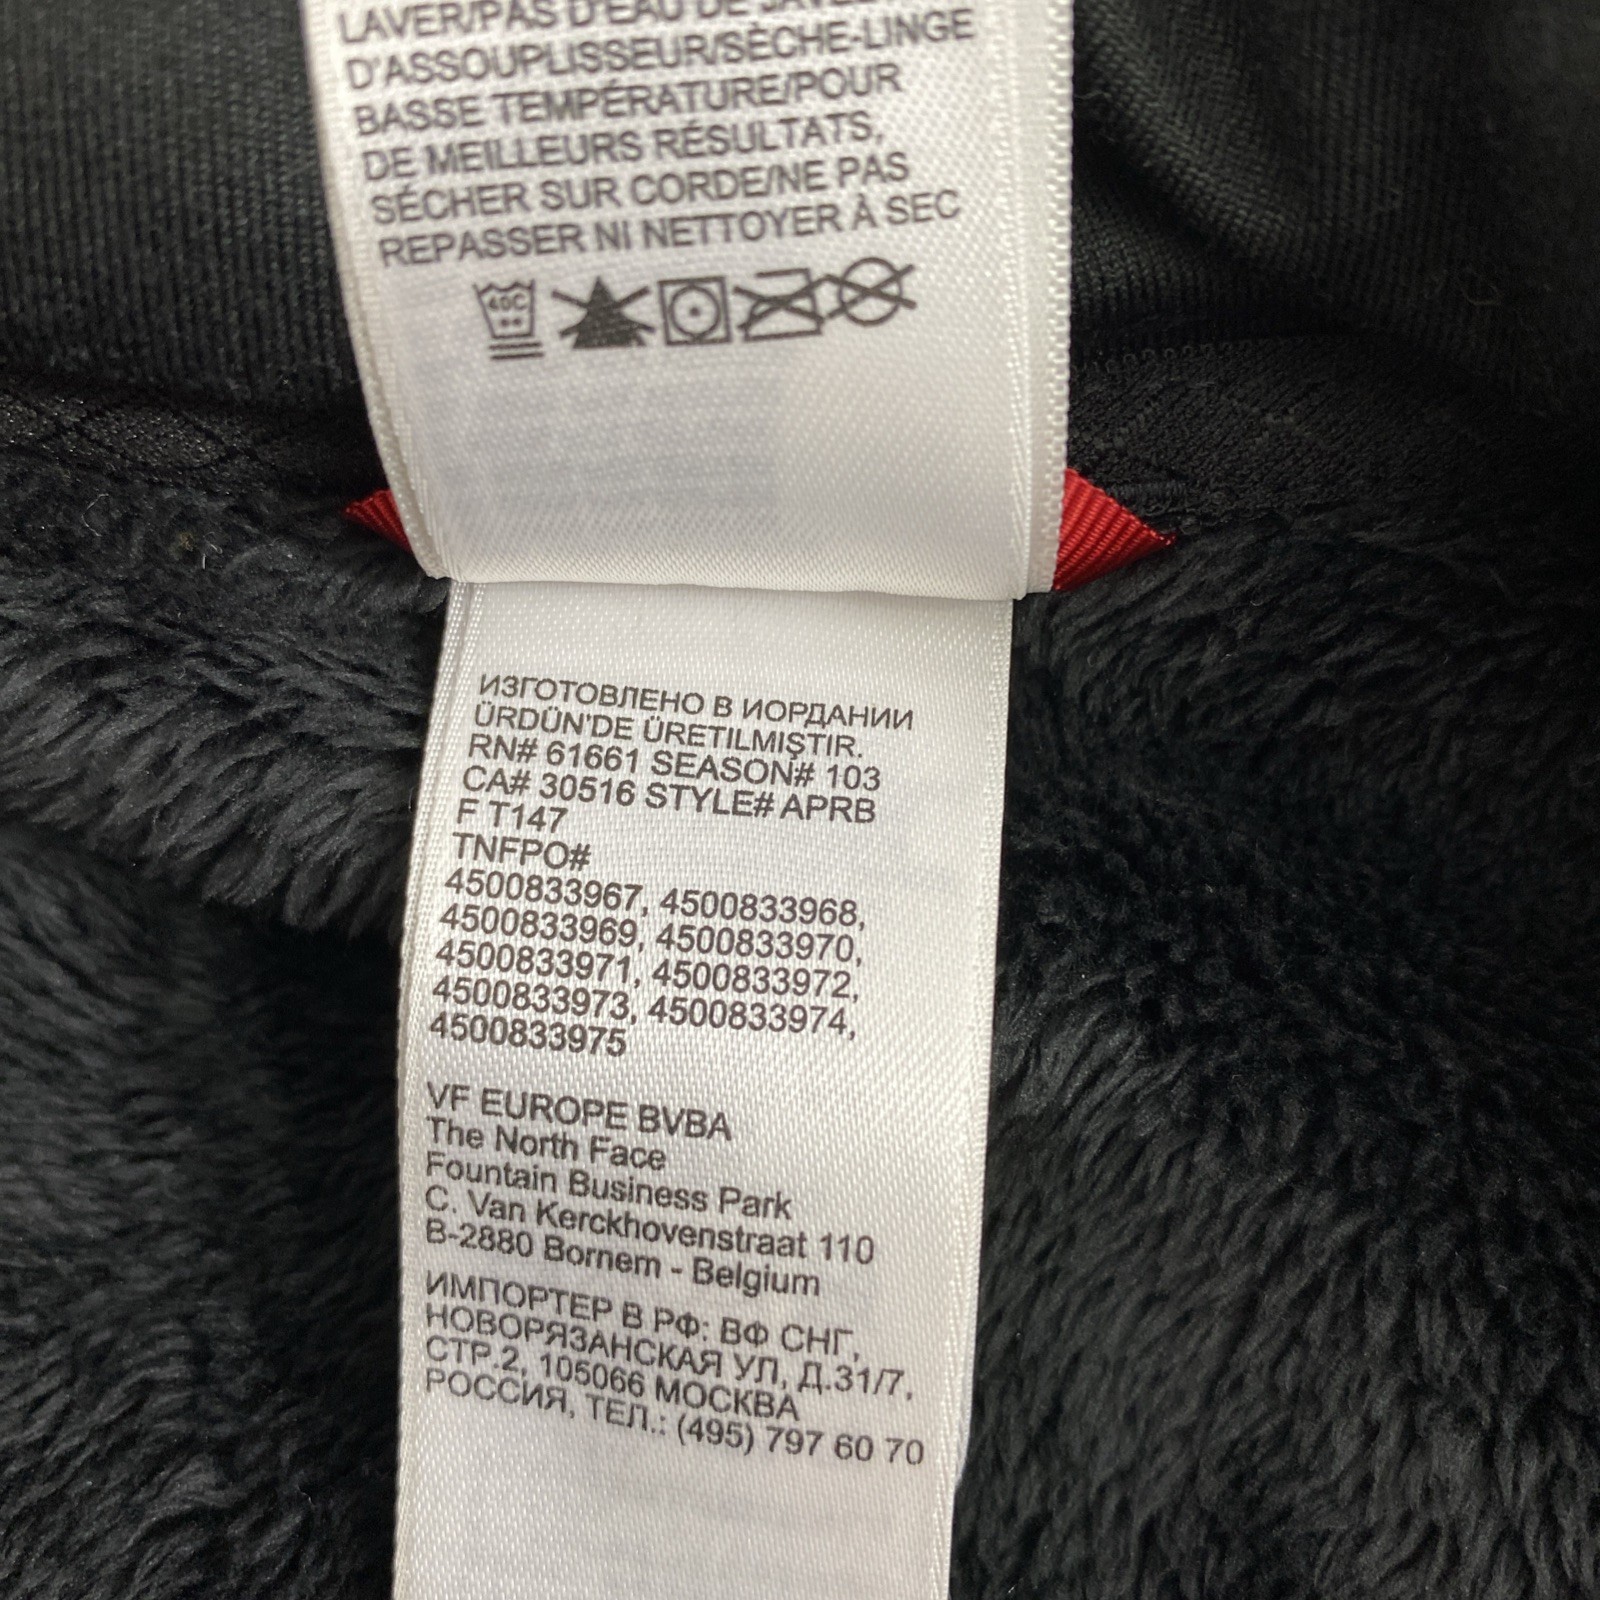 LAVER/PAS D'EAU DE
D'ASSOUPLISSEUR/SÈCHE-LINGE
BASSE TEMPÉRATURE/POUR
DE MEILLEURS RÉSULTATS,
SÉCHER SUR CORDE/NE PAS
REPASSER NI NETTOYER À SEC
40C
ИЗГОТОВЛЕНО В ИОРДАНИИ
ÜRDÜN'DE ÜRETILMIŞTIR.
RN# 61661 SEASON# 103
CA# 30516 STYLE# APRB
F T147
TNFPO#
4500833967, 4500833968,
4500833969, 4500833970,
4500833971, 4500833972,
4500833973, 4500833974,
4500833975
VF EUROPE BVBA
The North Face
Fountain Business Park
C. Van Kerckhovenstraat 110
B-2880 Bornem - Belgium
ИМПОРТЕР В РФ: ВФ СНГ,
НОВОРЯЗАНСКАЯ УЛ, Д.31/7,
СТР.2, 105066 МОСКВА
РОССИЯ, ТЕЛ.: (495) 797 60 70